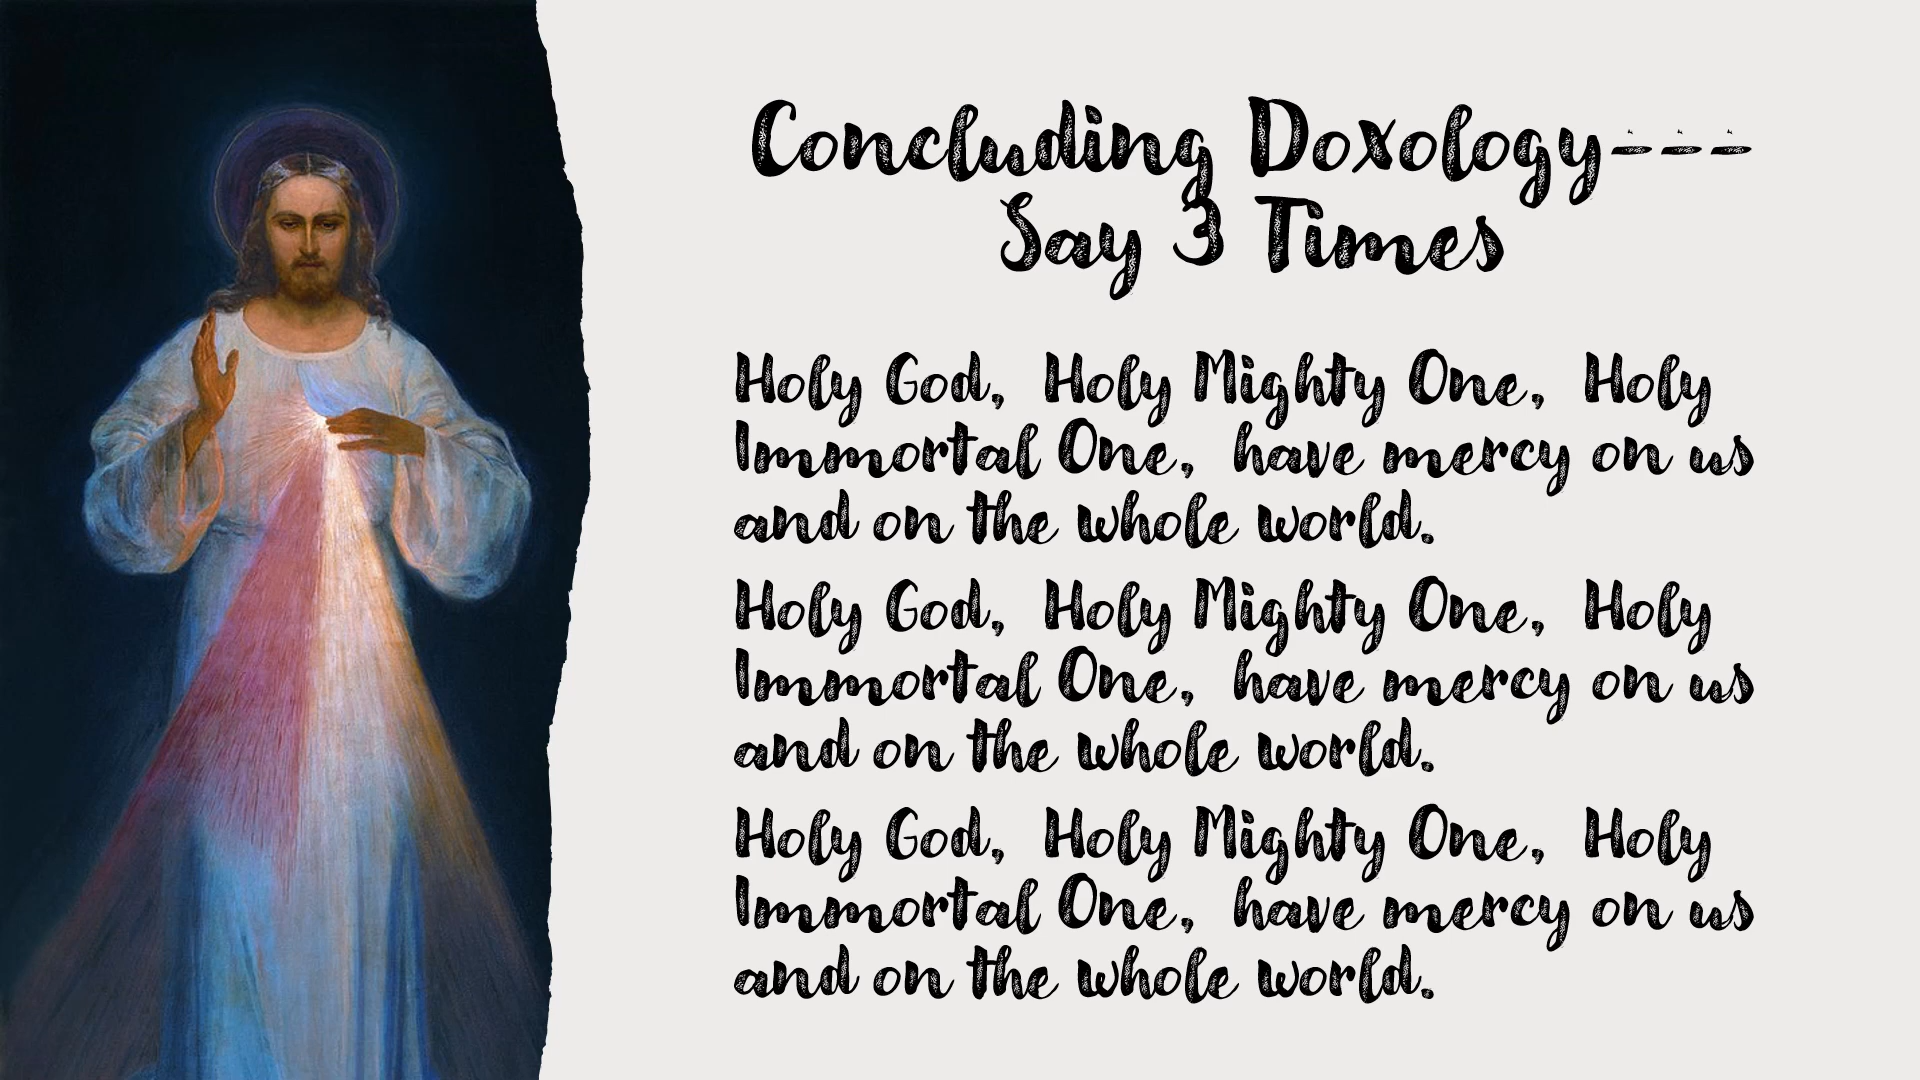 Concluding Doxology---
Say 3 Times
Holy God, Holy Mighty One, Holy
Immortal One, have mercy on us
and on the whole world.
Holy God, Holy Mighty One, Holy
Immortal One, have mercy on us
and on the whole world.
Holy God, Holy Mighty One, Holy
Immortal One, have mercy on us
and on the whole world.